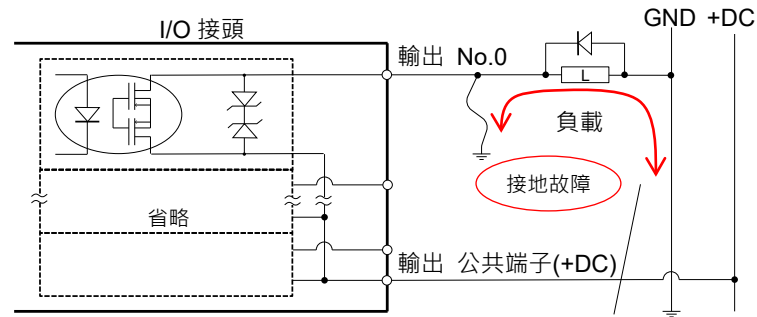 GND +DC
I/O 接頭
輸出 No.0
L
負載
接地故障
省略
輸出 公共端子(+DC)